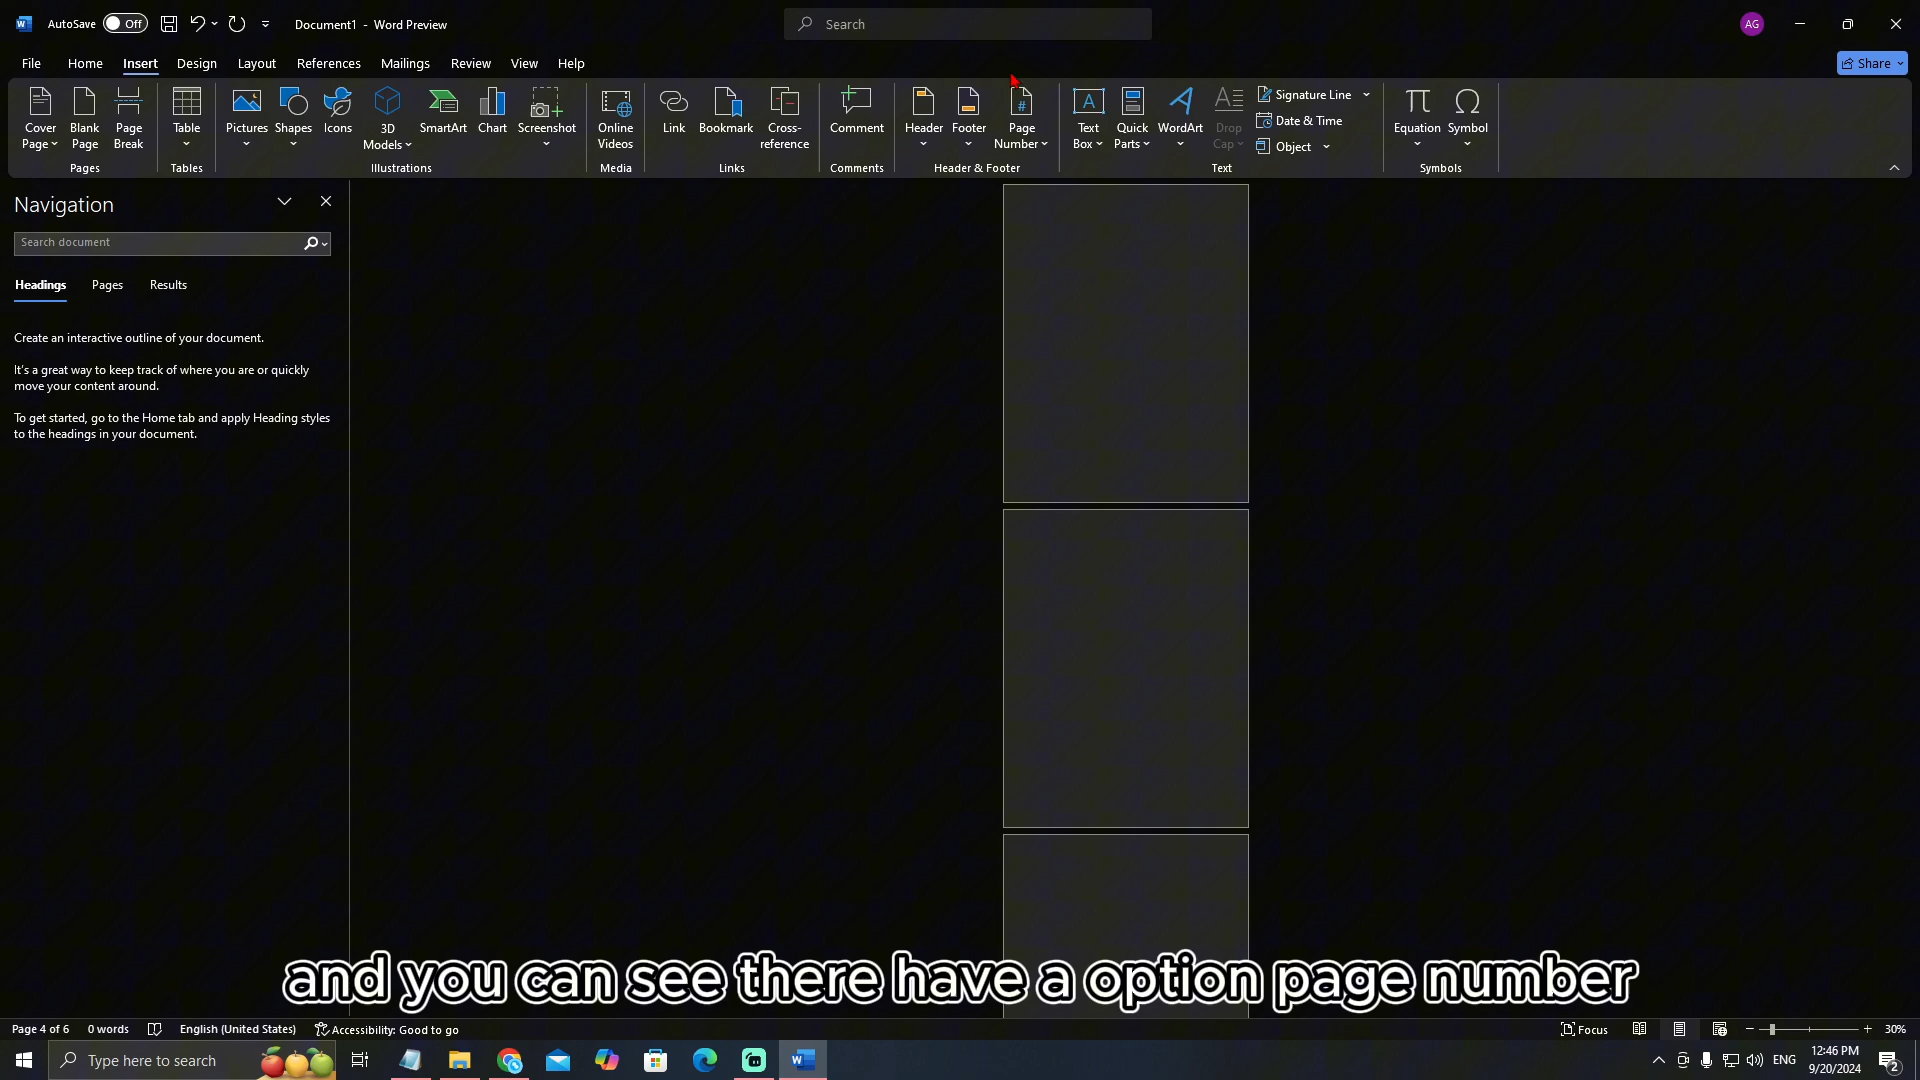 AutoSave Off Document1 - Word Preview Search AG
File Home Insert Design Layout References Mailings Review View Help Share
Cover Page Blank Page Page Break
Pages
Table
Tables
Pictures Shapes Icons 3D Models SmartArt Chart Screenshot
Illustrations
Online Videos
Media
Link Bookmark Cross-reference
Links
Comment
Comments
Header Footer Page Number
Header & Footer
Text Box Quick Parts WordArt Drop Cap
Signature Line
Date & Time
Object
Text
Equation Symbol
Symbols
Navigation
Search document
Headings Pages Results
Create an interactive outline of your document.
It's a great way to keep track of where you are or quickly
move your content around.
To get started, go to the Home tab and apply Heading styles
to the headings in your document.
and you can see there have a option page number
Page 4 of 6 0 words English (United States) Accessibility: Good to go Focus 30%
Type here to search ENG 12:46 PM
9/20/2024 2